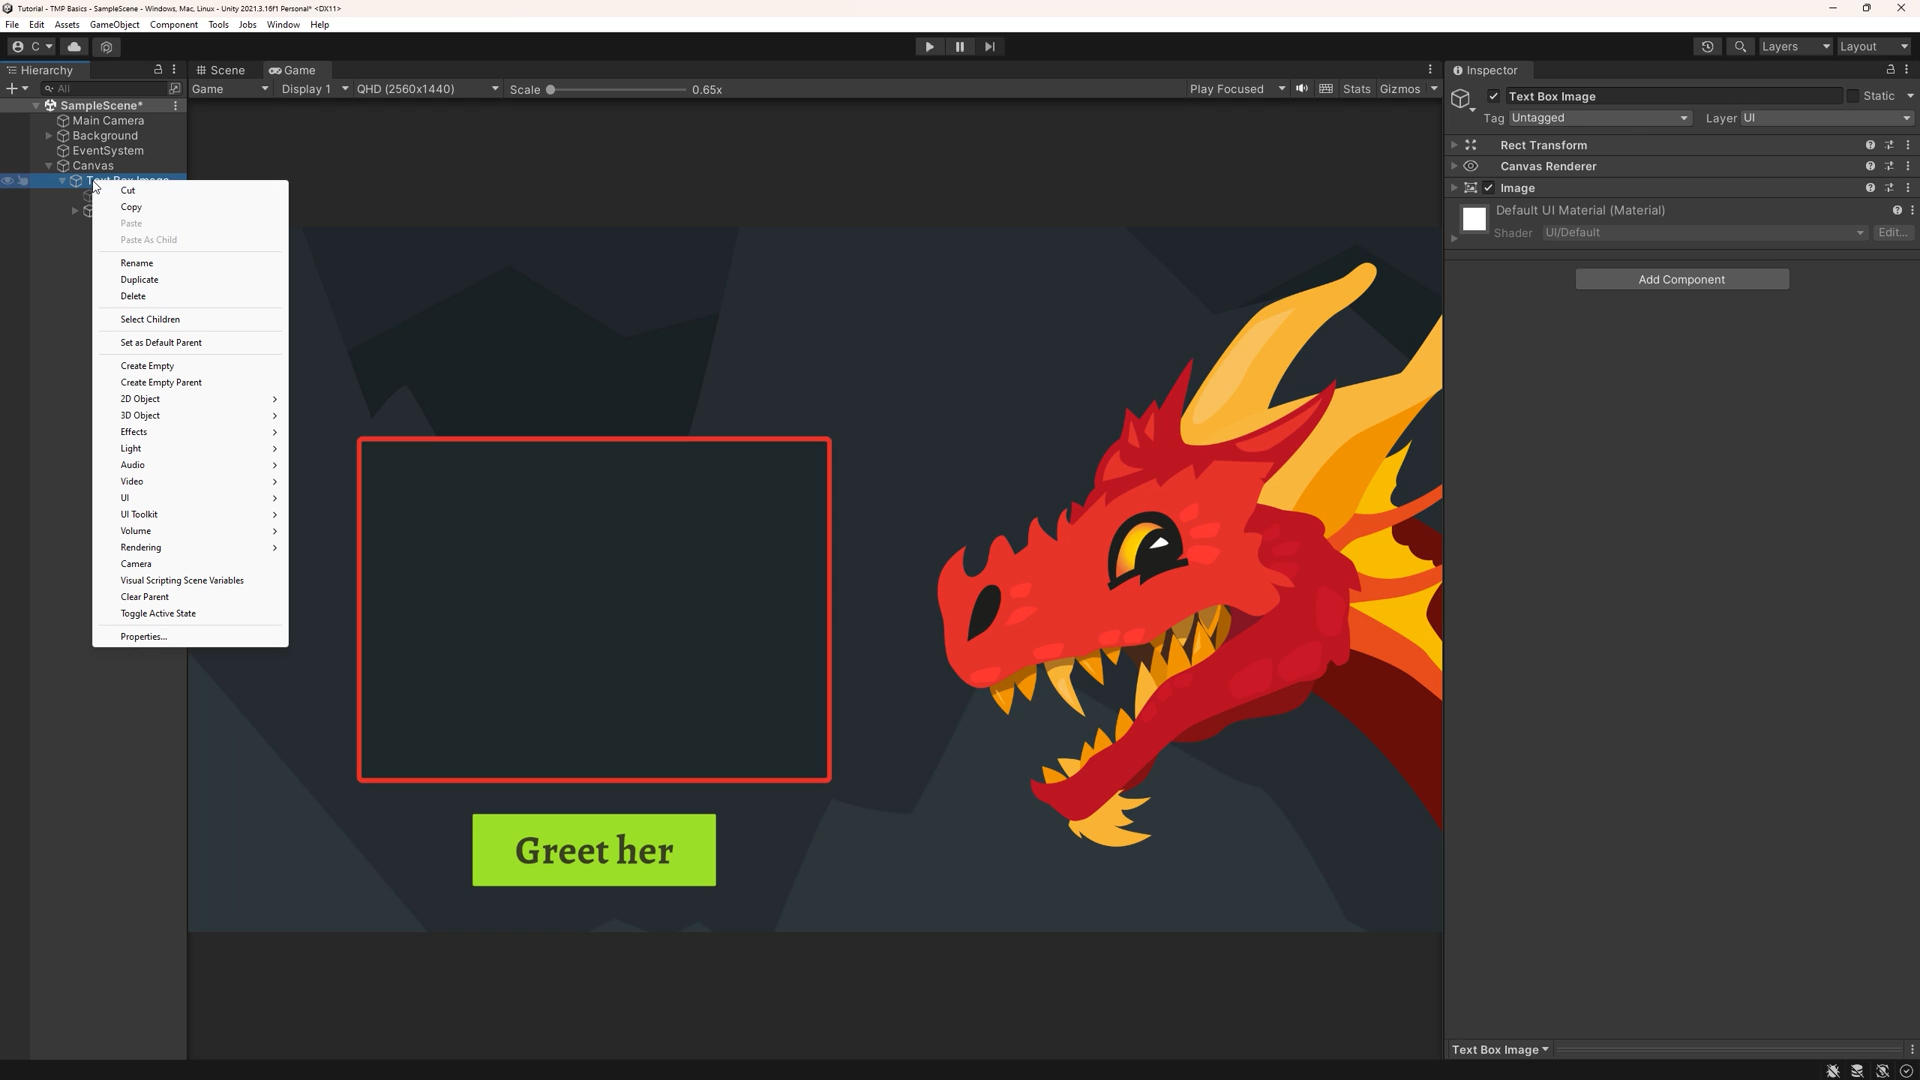 Tutorial - TMP Basics - SampleScene - Windows, Mac, Linux - Unity 2021.3.16f1 Personal* <DX11>
File Edit Assets GameObject Component Tools Jobs Window Help
C Layers Layout
Hierarchy Scene Game Inspector
All Game Display 1 QHD (2560x1440) Scale 0.65x Play Focused Stats Gizmos
Text Box Image Static
Tag Untagged Layer UI
SampleScene*
Main Camera
Background
EventSystem
Canvas
Text Box Image
Cut
Copy
Paste
Paste As Child
Rename
Duplicate
Delete
Select Children
Set as Default Parent
Create Empty
Create Empty Parent
2D Object
3D Object
Effects
Light
Audio
Video
UI
UI Toolkit
Volume
Rendering
Camera
Visual Scripting Scene Variables
Clear Parent
Toggle Active State
Properties...
Greet her
Rect Transform
Canvas Renderer
Image
Default UI Material (Material)
Shader UI/Default Edit...
Add Component
Text Box Image